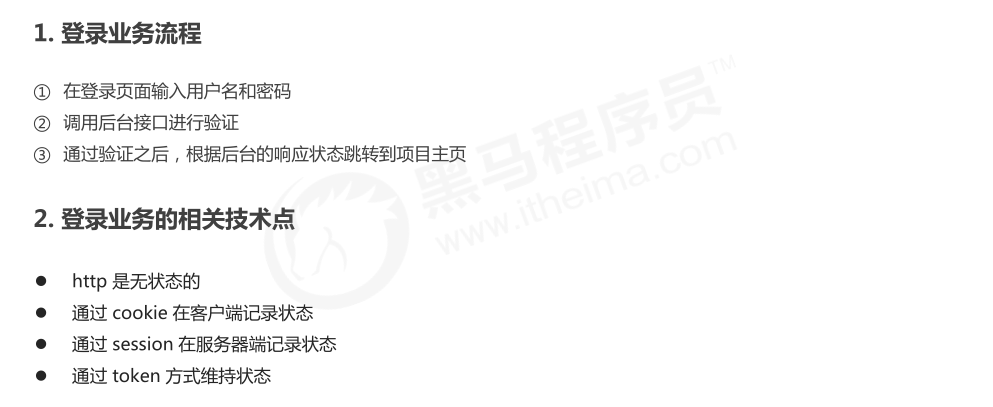 1. 登录业务流程
① 在登录页面输入用户名和密码
② 调用后台接口进行验证
③ 通过验证之后，根据后台的响应状态跳转到项目主页
2. 登录业务的相关技术点
● http 是无状态的
● 通过 cookie 在客户端记录状态
● 通过 session 在服务器端记录状态
● 通过 token 方式维持状态
黑马程序员™
www.itheima.com